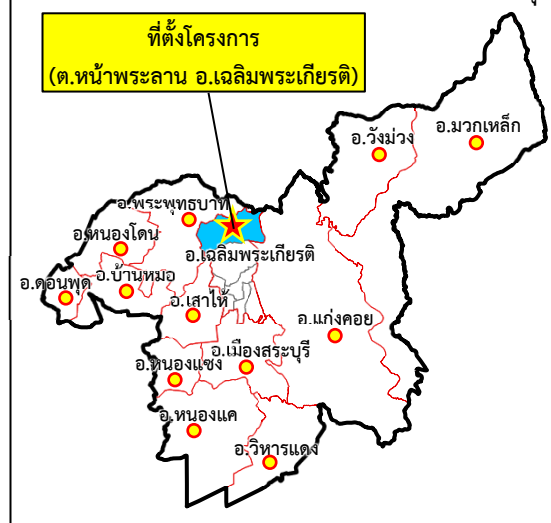 ที่ตั้งโครงการ
(ต.หน้าพระลาน อ.เฉลิมพระเกียรติ)
อ.มวกเหล็ก
อ.วังม่วง
อ.พระพุทธบาท
อ.หนองโดน
อ.เฉลิมพระเกียรติ
อ.ดอนพุด
อ.บ้านหมอ
อ.เสาไห้
อ.แก่งคอย
อ.เมืองสระบุรี
อ.หนองแซง
อ.หนองแค
อ.วิหารแดง